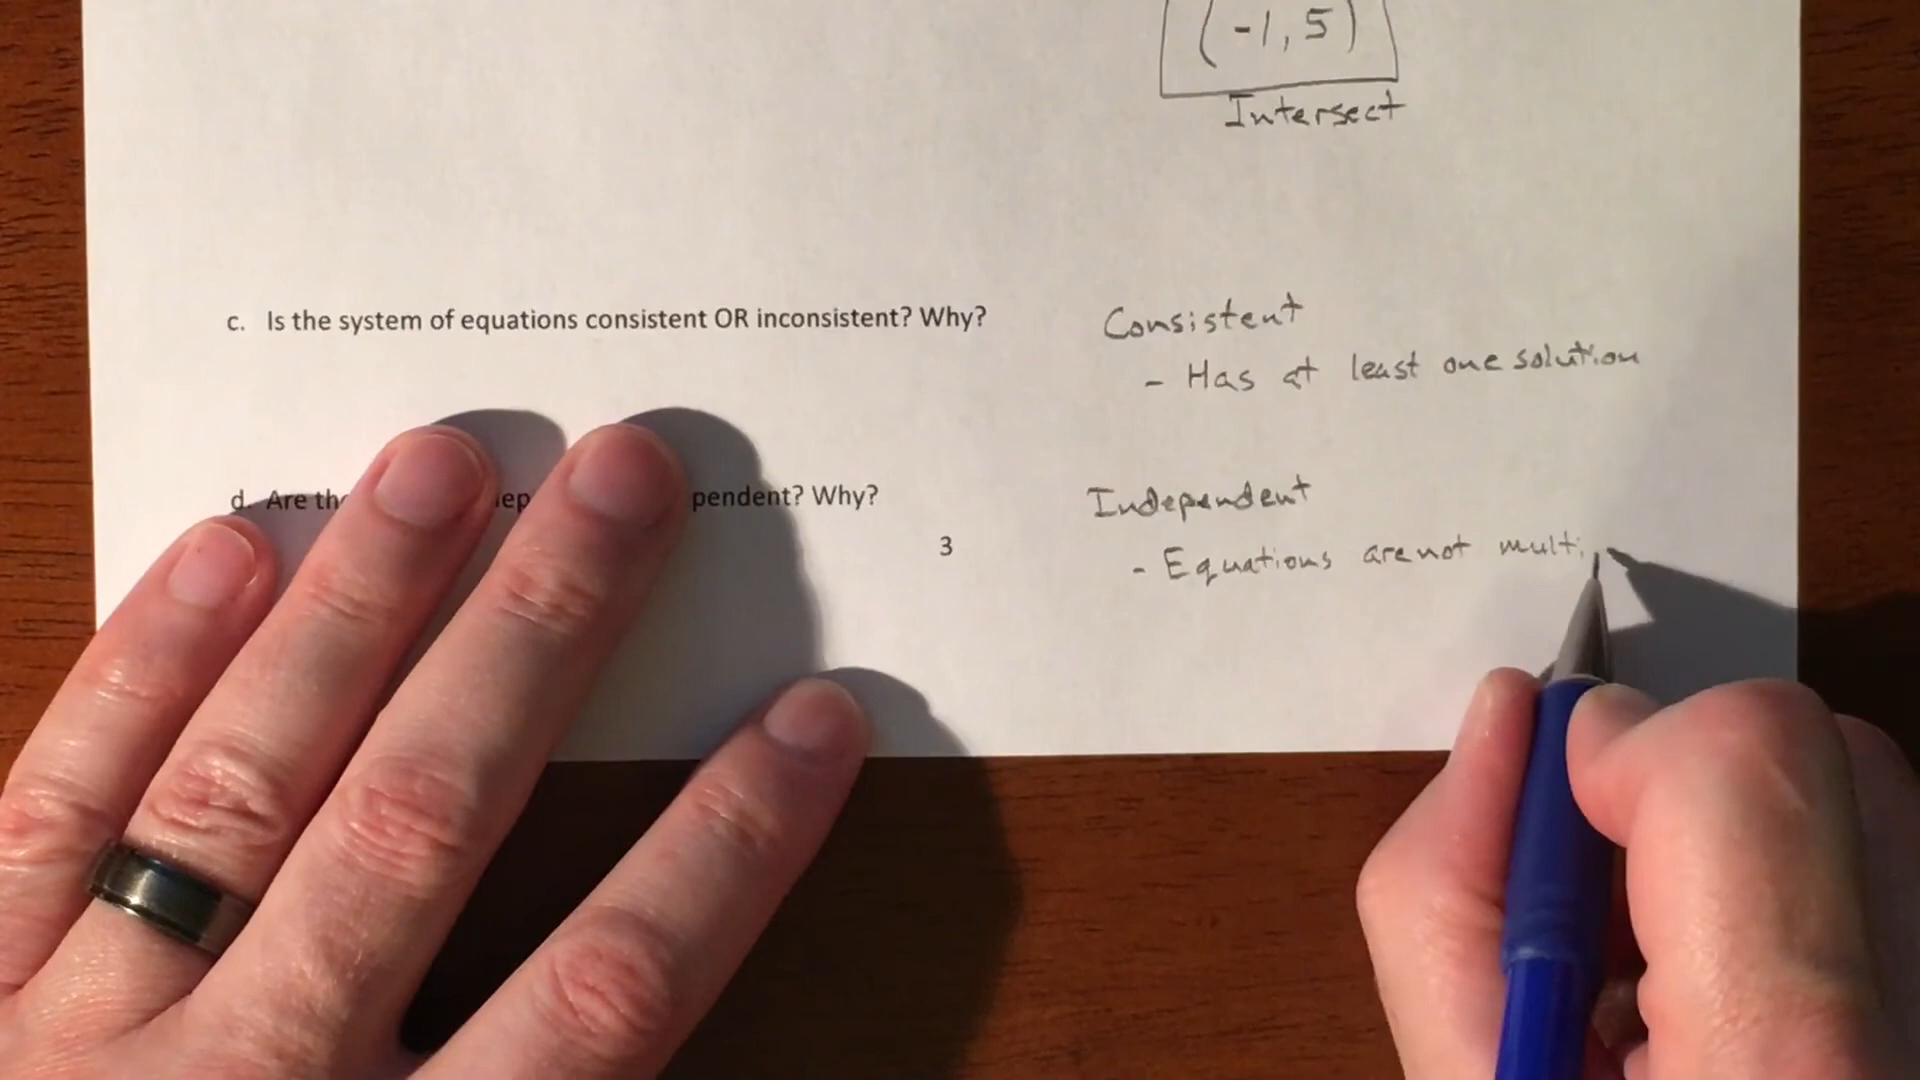 (-1,5)
Intersect
c. Is the system of equations consistent OR inconsistent? Why?
Consistent
- Has at least one solution
d. Are
pendent? Why?
Independent
3
- Equations are not multi